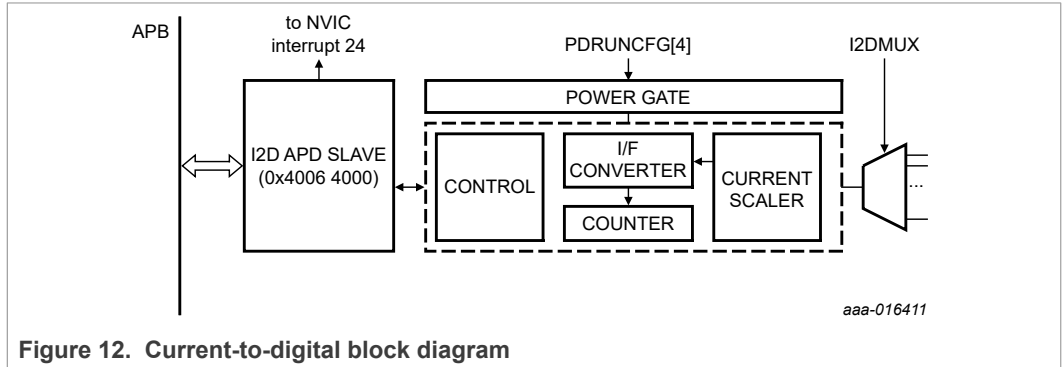 APB
to NVIC
interrupt 24
PDRUNCFG[4]
I2DMUX
POWER GATE
I2D APD SLAVE
(0x4006 4000)
CONTROL
I/F
CONVERTER
COUNTER
CURRENT
SCALER
...
aaa-016411
Figure 12. Current-to-digital block diagram